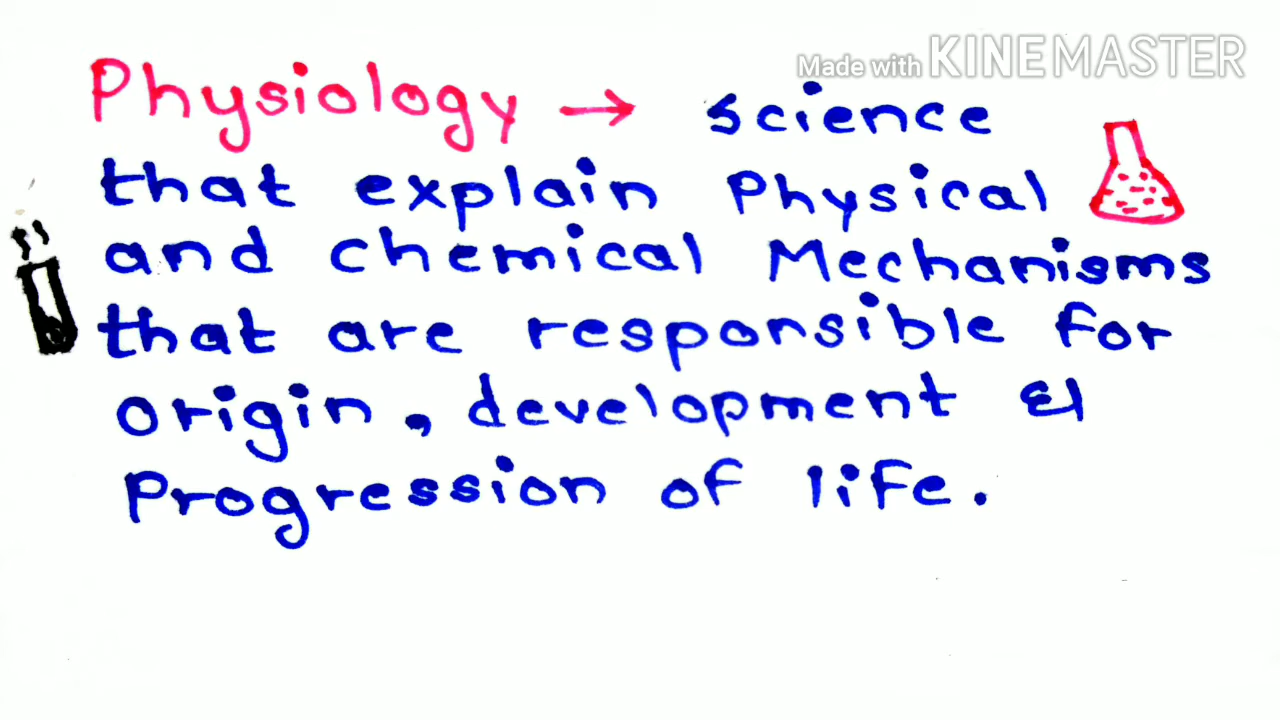 Made with KINEMASTER
Physiology → science
that explain Physical
and chemical Mechanisms
that are responsible for
origin, development &
Progression of life.